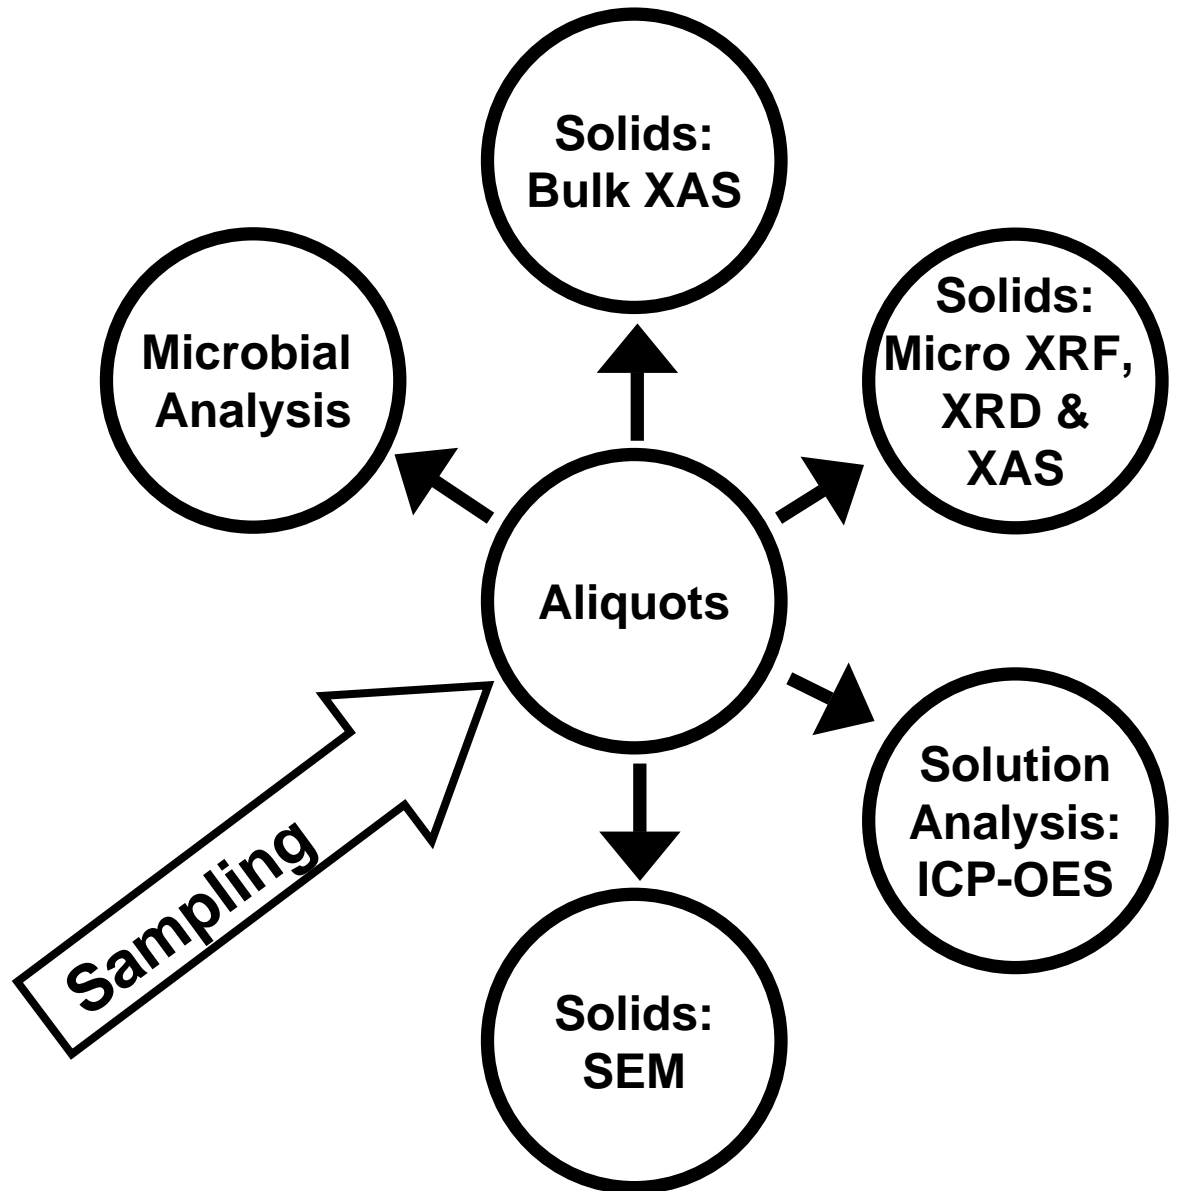 Solids:
Bulk XAS
Microbial
Analysis
Solids:
Micro XRF,
XRD &
XAS
Aliquots
Sampling
Solution
Analysis:
ICP-OES
Solids:
SEM